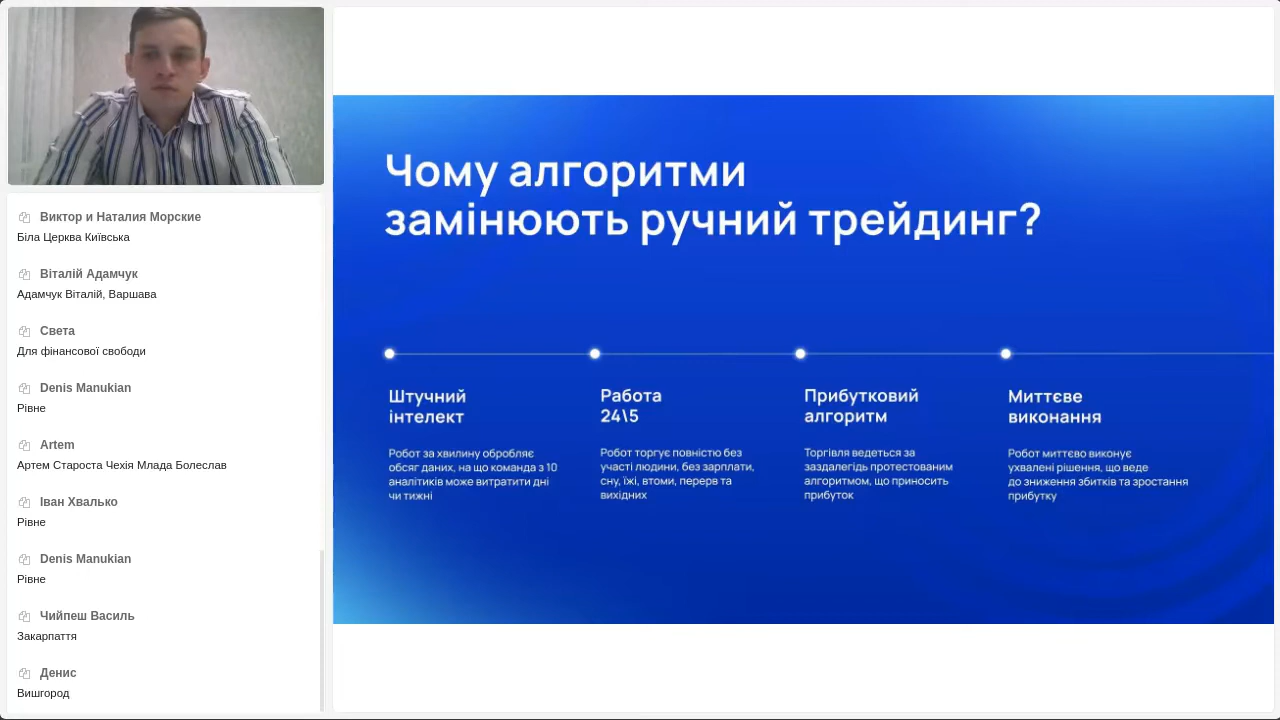 Виктор и Наталия Морские
Біла Церква Київська
Віталій Адамчук
Адамчук Віталій, Варшава
Света
Для фінансової свободи
Denis Manukian
Рівне
Artem
Артем Староста Чехія Млада Болеслав
Іван Хвалько
Рівне
Denis Manukian
Рівне
Чийпеш Василь
Закарпаття
Денис
Вишгород
Чому алгоритми
замінюють ручний трейдинг?
Штучний
інтелект
Робот за хвилину обробляє
обсяг даних, на що команда з 10
аналітиків може витратити дні
чи тижні
Работа
24\5
Робот торгує повністю без
участі людини, без зарплати,
сну, їжі, втоми, перерв та
вихідних
Прибутковий
алгоритм
Торгівля ведеться за
заздалегідь протестованим
алгоритмом, що приносить
прибуток
Миттєве
виконання
Робот миттєво виконує
ухвалені рішення, що веде
до зниження збитків та зростання
прибутку